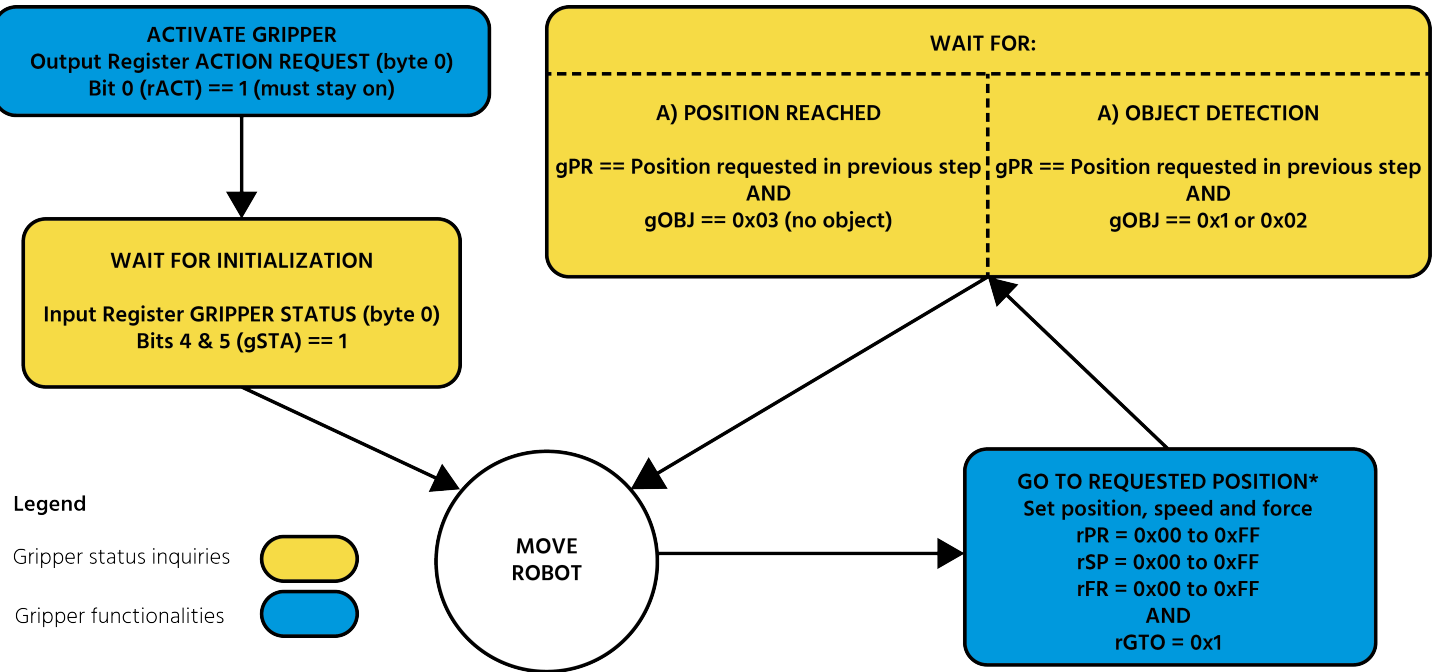 ACTIVATE GRIPPER
Output Register ACTION REQUEST (byte 0)
Bit 0 (rACT) == 1 (must stay on)
WAIT FOR INITIALIZATION
Input Register GRIPPER STATUS (byte 0)
Bits 4 & 5 (gSTA) == 1
WAIT FOR:
A) POSITION REACHED
gPR == Position requested in previous step
AND
gOBJ == 0x03 (no object)
A) OBJECT DETECTION
gPR == Position requested in previous step
AND
gOBJ == 0x1 or 0x02
MOVE
ROBOT
GO TO REQUESTED POSITION*
Set position, speed and force
rPR = 0x00 to 0xFF
rSP = 0x00 to 0xFF
rFR = 0x00 to 0xFF
AND
rGTO = 0x1
Legend
Gripper status inquiries
Gripper functionalities